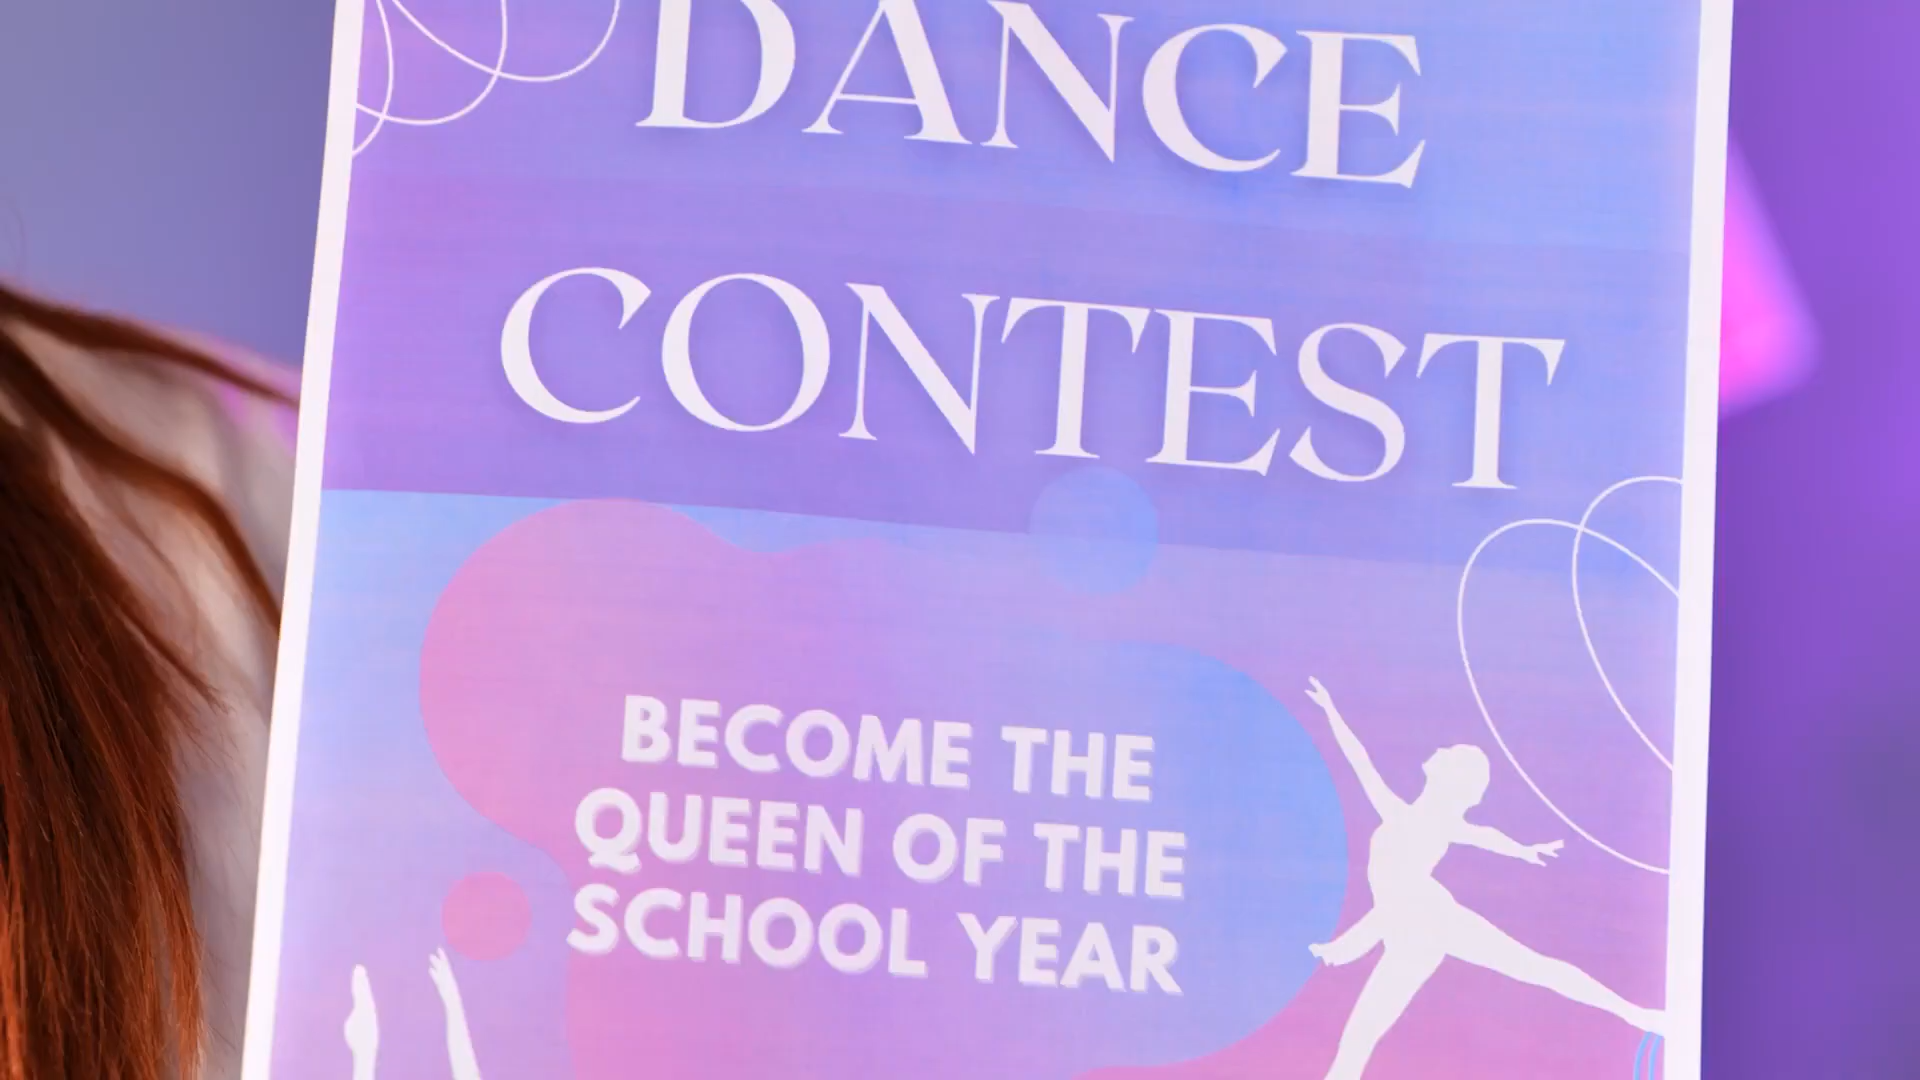 DANCE
CONTEST
BECOME THE
QUEEN OF THE
SCHOOL YEAR